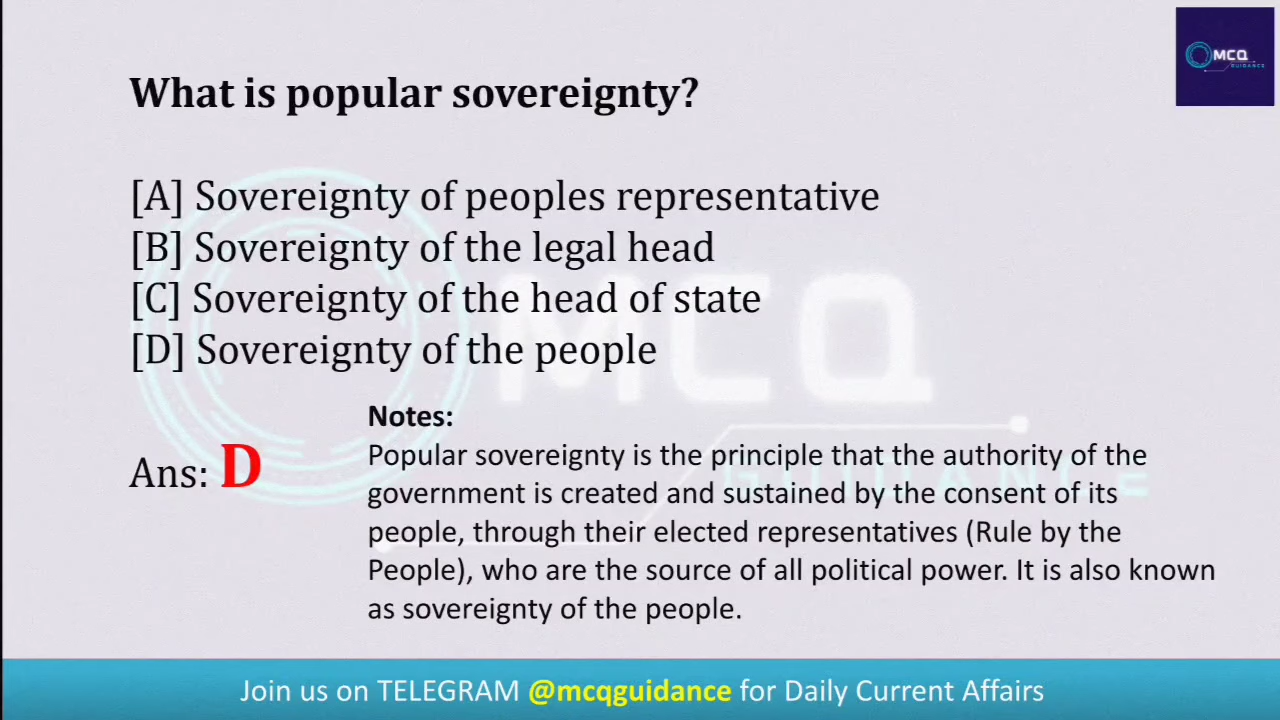 MCQ
GUIDANCE
What is popular sovereignty?
[A] Sovereignty of peoples representative
[B] Sovereignty of the legal head
[C] Sovereignty of the head of state
[D] Sovereignty of the people
MCQ
GUIDANCE
Ans: D
Notes:
Popular sovereignty is the principle that the authority of the
government is created and sustained by the consent of its
people, through their elected representatives (Rule by the
People), who are the source of all political power. It is also known
as sovereignty of the people.
Join us on TELEGRAM @mcqguidance for Daily Current Affairs